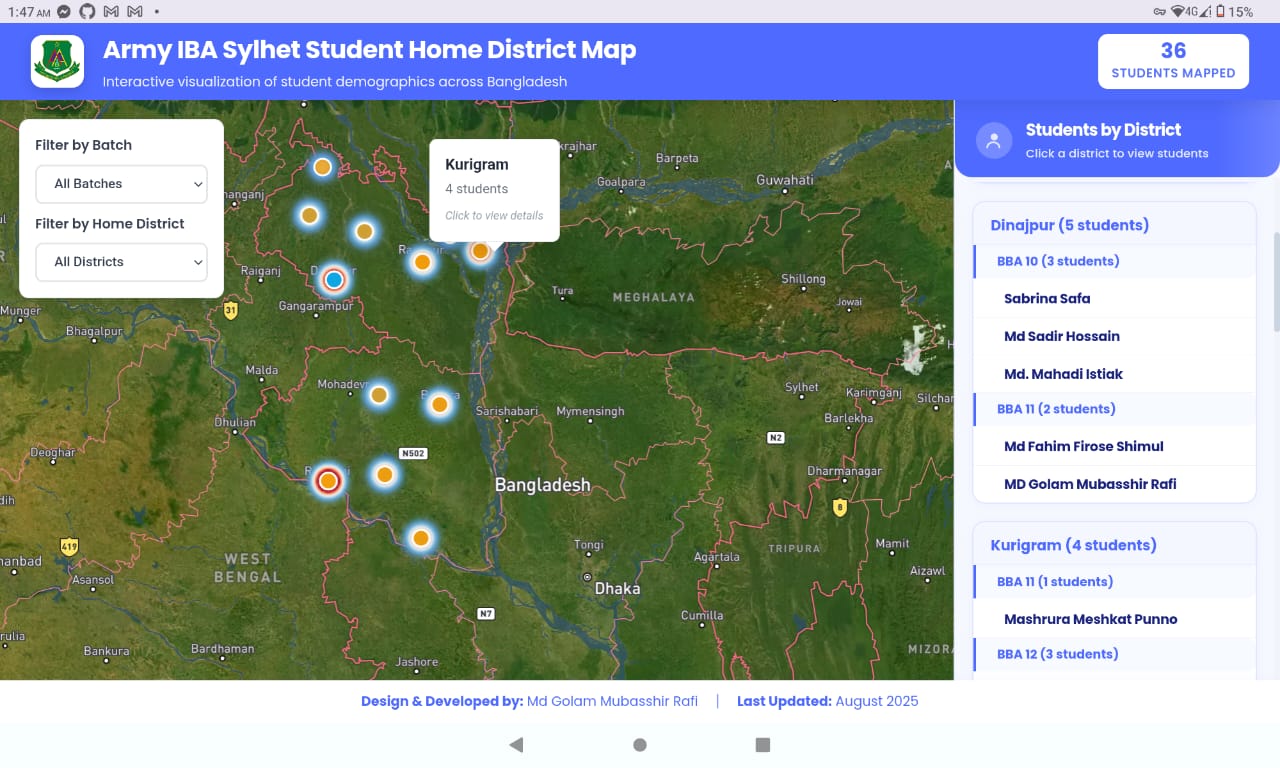 1:47 AM
4G
15%
Army IBA Sylhet Student Home District Map
Interactive visualization of student demographics across Bangladesh
36
STUDENTS MAPPED
Filter by Batch
All Batches
Filter by Home District
All Districts
Kurigram
4 students
Click to view details
Barpeta
Goalpara
Guwahati
Raiganj
Gangarampur
Tura
MEGHALAYA
Shillong
Jowai
31
Munger
Bhagalpur
Malda
Mohadev
Sarishabari
Mymensingh
Sylhet
Karimganj
Silchar
Barlekha
Dhulian
N2
N502
Deoghar
Dharmanagar
Bangladesh
8
419
WEST
BENGAL
Tongi
Agartala
TRIPURA
Mamit
Asansol
Dhaka
Aizawl
N7
Cumilla
Bankura
Bardhaman
Jashore
MIZORA
Students by District
Click a district to view students
Dinajpur (5 students)
BBA 10 (3 students)
Sabrina Safa
Md Sadir Hossain
Md. Mahadi Istiak
BBA 11 (2 students)
Md Fahim Firose Shimul
MD Golam Mubasshir Rafi
Kurigram (4 students)
BBA 11 (1 students)
Mashrura Meshkat Punno
BBA 12 (3 students)
Design & Developed by: Md Golam Mubasshir Rafi | Last Updated: August 2025